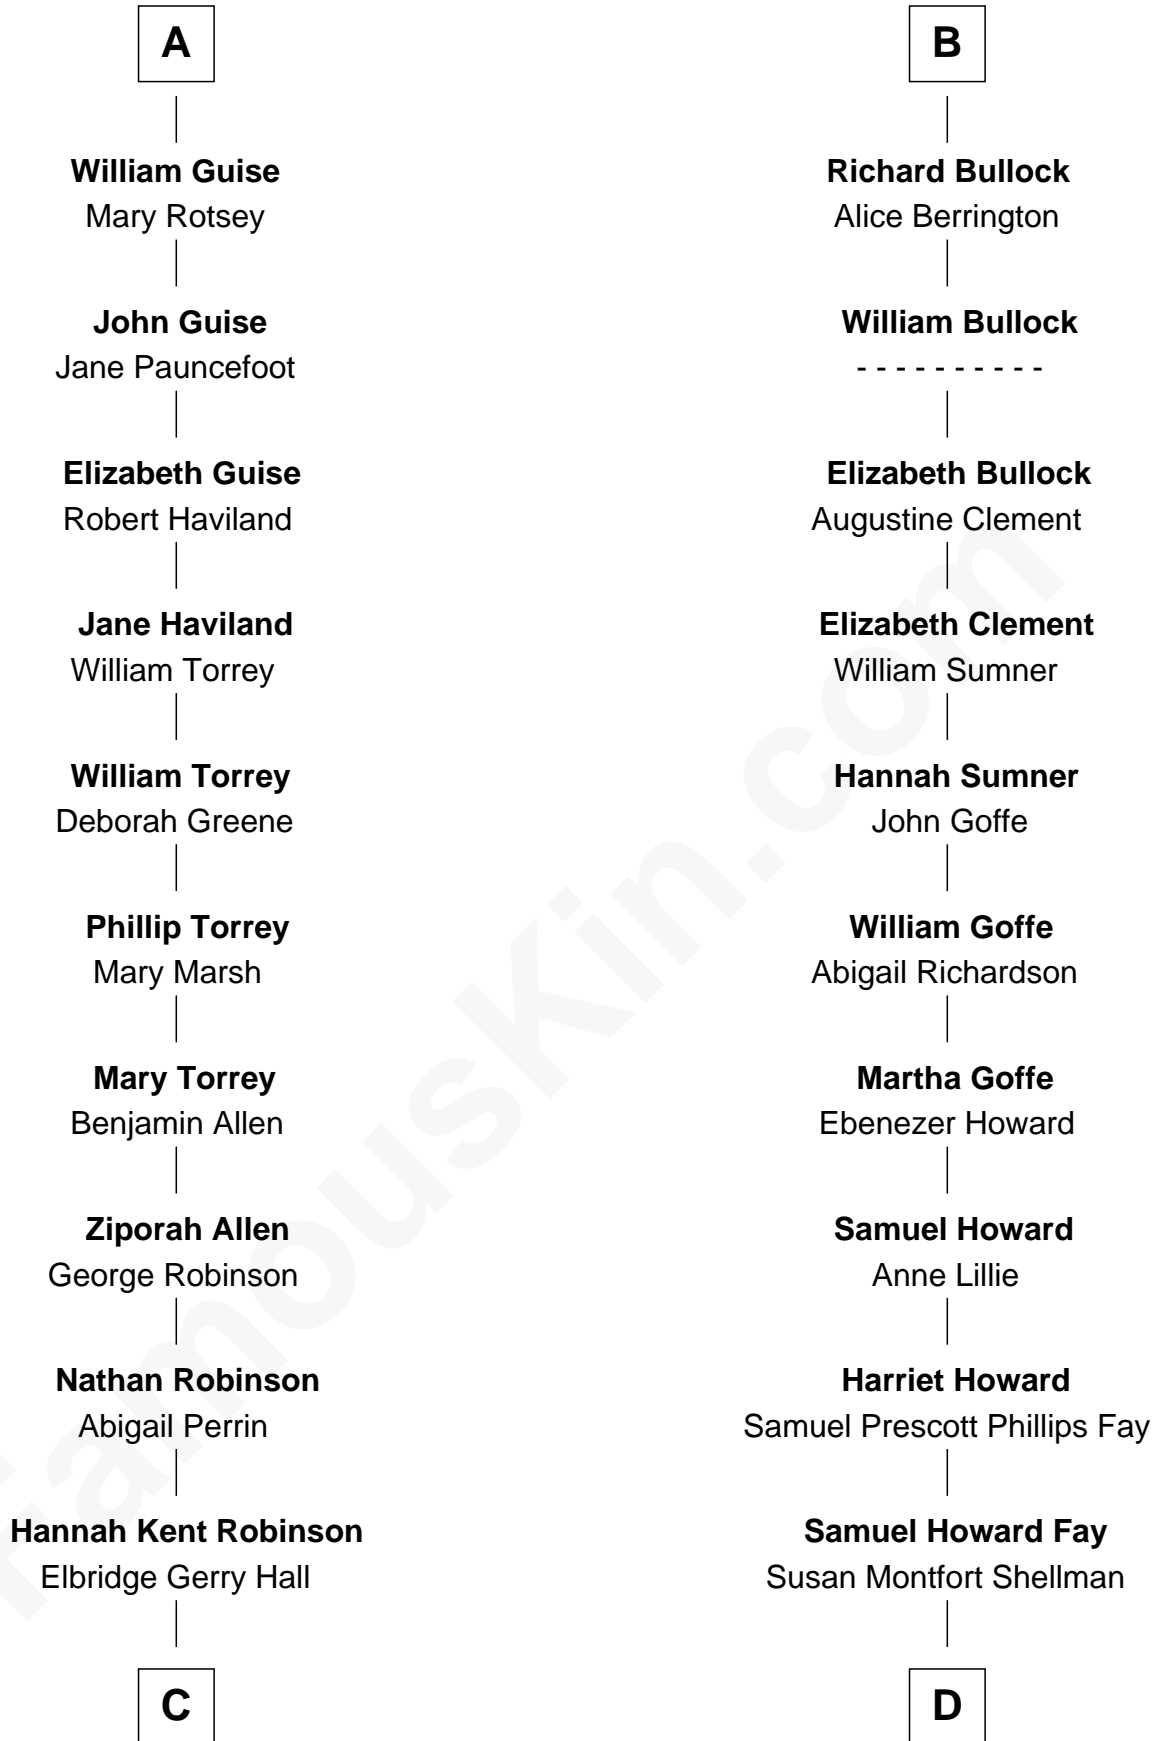 A
William Guise
Mary Rotsey
John Guise
Jane Pauncefoot
Elizabeth Guise
Robert Haviland
Jane Haviland
William Torrey
William Torrey
Deborah Greene
Phillip Torrey
Mary Marsh
Mary Torrey
Benjamin Allen
Ziporah Allen
George Robinson
Nathan Robinson
Abigail Perrin
Hannah Kent Robinson
Elbridge Gerry Hall
C
B
Richard Bullock
Alice Berrington
William Bullock
- - - - - - - - - -
Elizabeth Bullock
Augustine Clement
Elizabeth Clement
William Sumner
Hannah Sumner
John Goffe
William Goffe
Abigail Richardson
Martha Goffe
Ebenezer Howard
Samuel Howard
Anne Lillie
Harriet Howard
Samuel Prescott Phillips Fay
Samuel Howard Fay
Susan Montfort Shellman
D
FamousKin.com